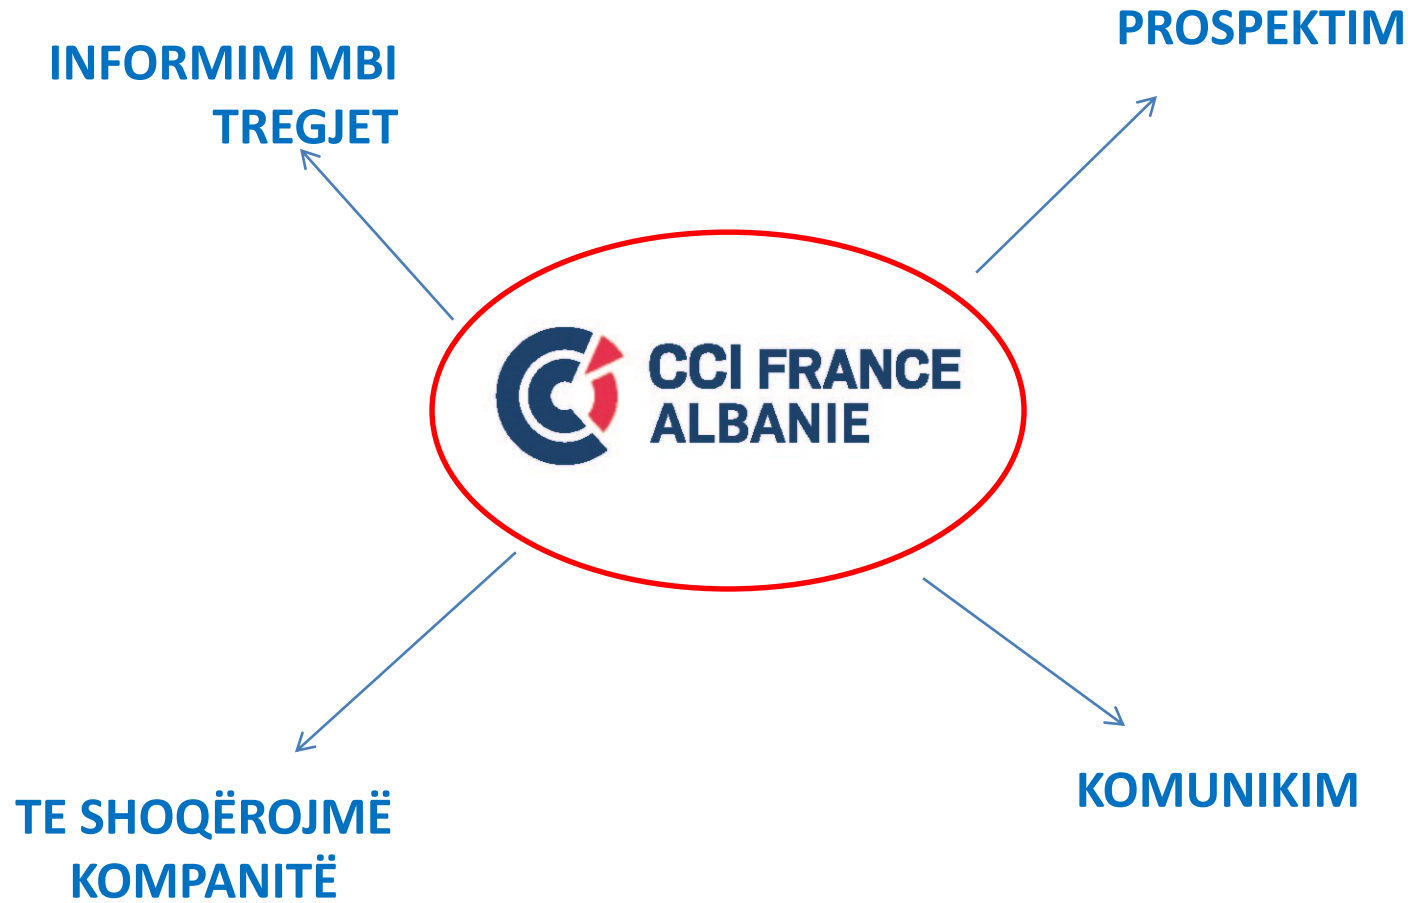 INFORMIM MBI
TREGJET
PROSPEKTIM
CCI FRANCE
ALBANIE
TE SHOQËROJMË
KOMPANITË
KOMUNIKIM